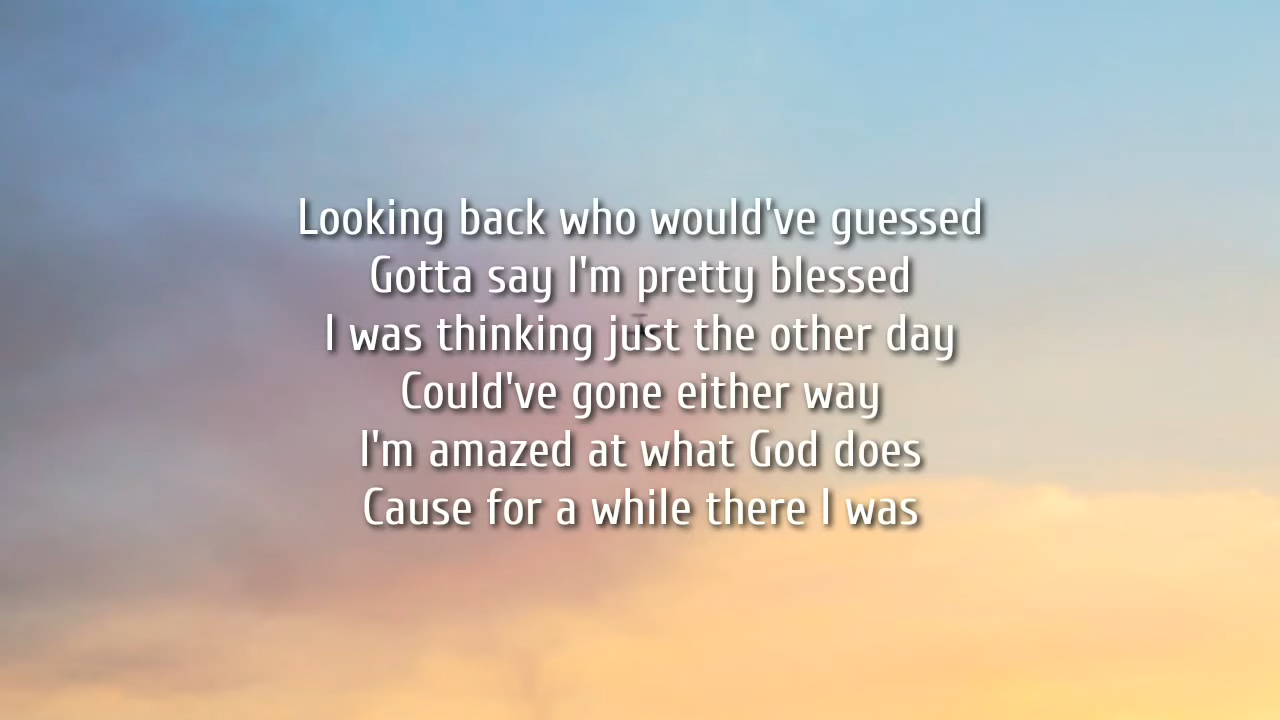 Looking back who would've guessed
Gotta say I'm pretty blessed
I was thinking just the other day
Could've gone either way
I'm amazed at what God does
Cause for a while there I was